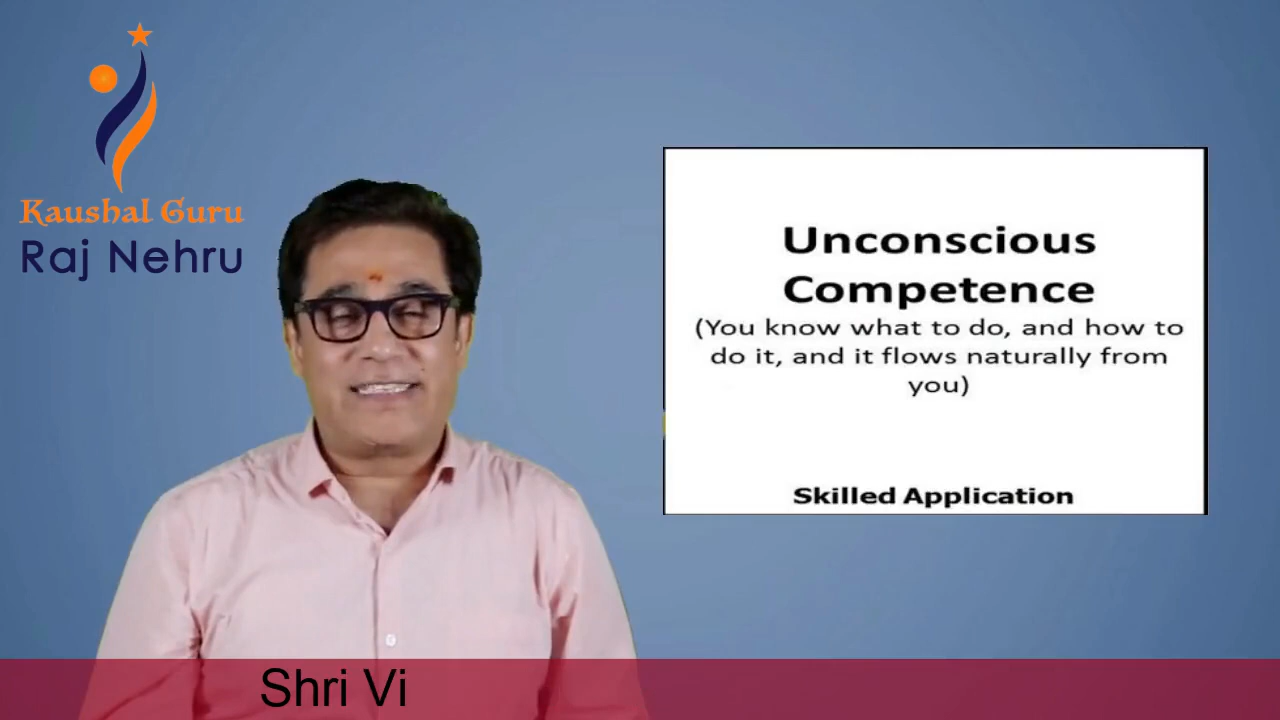 Kaushal Guru
Raj Nehru
Unconscious
Competence
(You know what to do, and how to
do it, and it flows naturally from
you)
Skilled Application
Shri Vi